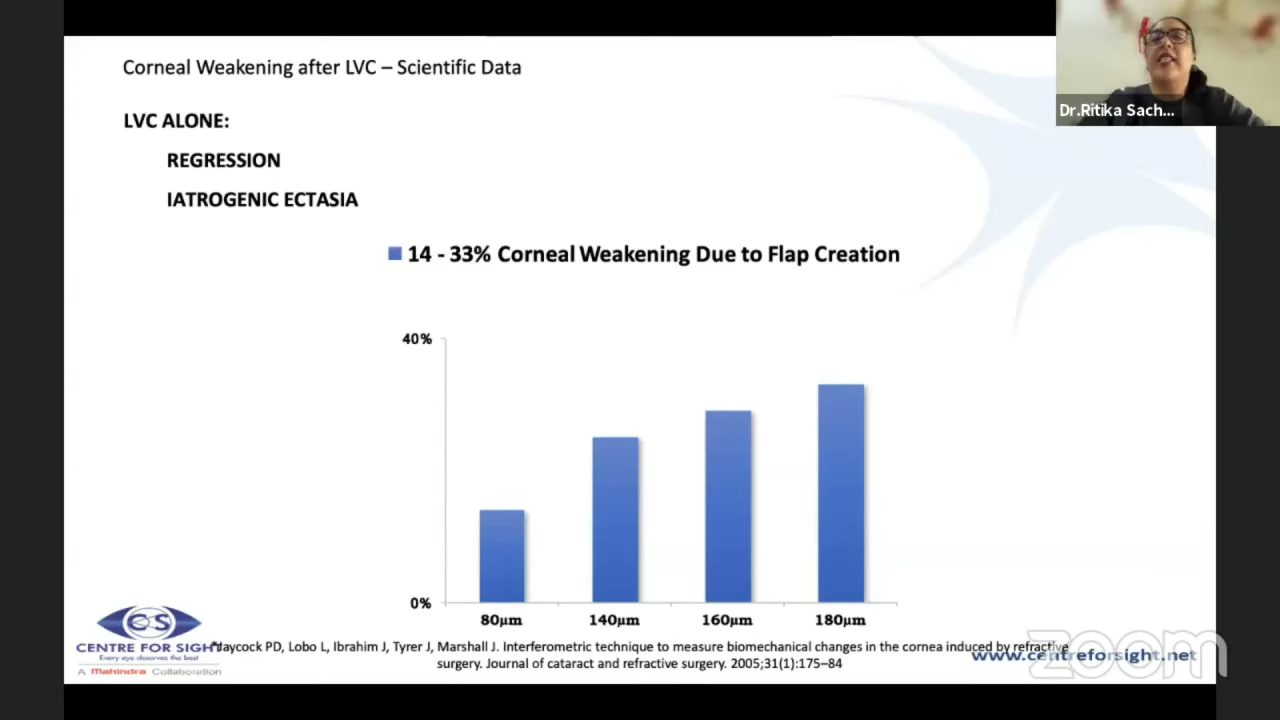 Corneal Weakening after LVC – Scientific Data
Dr.Ritika Sach...
LVC ALONE:
REGRESSION
IATROGENIC ECTASIA
14 - 33% Corneal Weakening Due to Flap Creation
40%
0%
80µm 140µm 160µm 180µm
CENTRE FOR SIGHT
Every eye deserves the best
A Mahindra Collaboration
Jaycock PD, Lobo L, Ibrahim J, Tyrer J, Marshall J. Interferometric technique to measure biomechanical changes in the cornea induced by refractive
surgery. Journal of cataract and refractive surgery. 2005;31(1):175–84
www.centreforsight.net
zoom